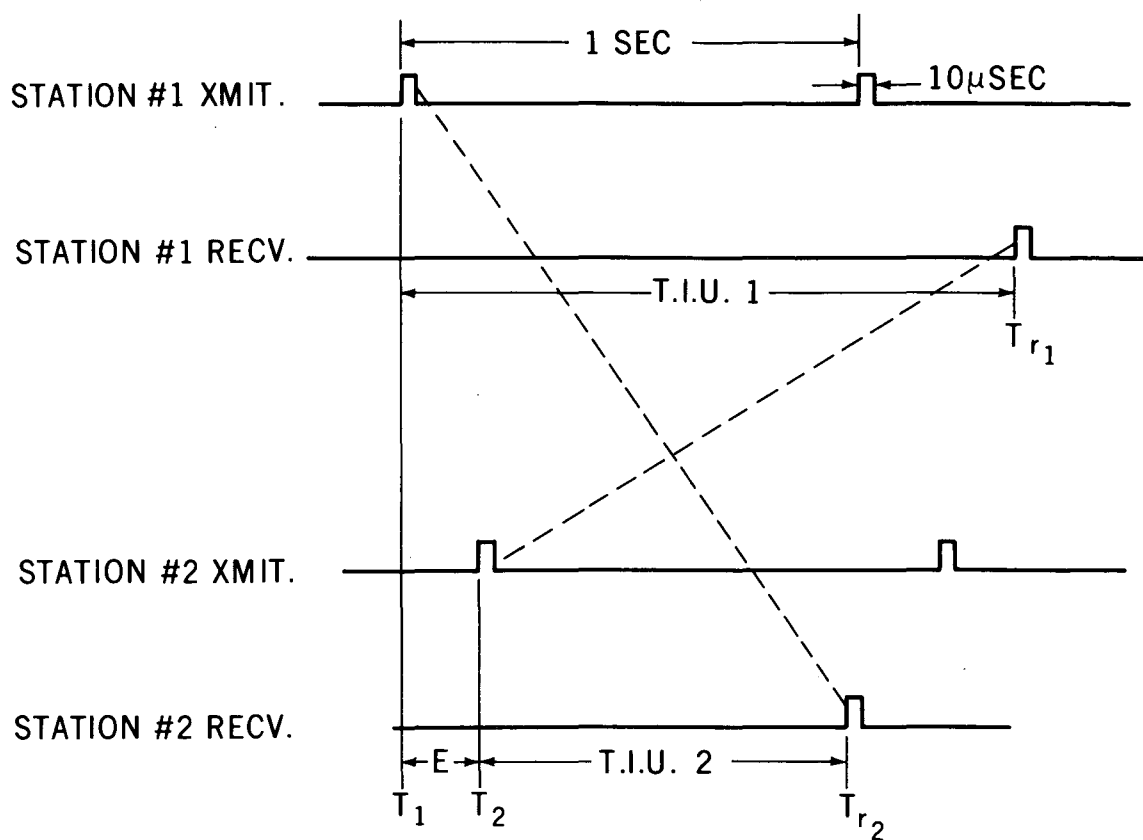 1 SEC
STATION #1 XMIT.
10μSEC
STATION #1 RECV.
T.I.U. 1
Tr1
STATION #2 XMIT.
STATION #2 RECV.
E
T.I.U. 2
T1
T2
Tr2